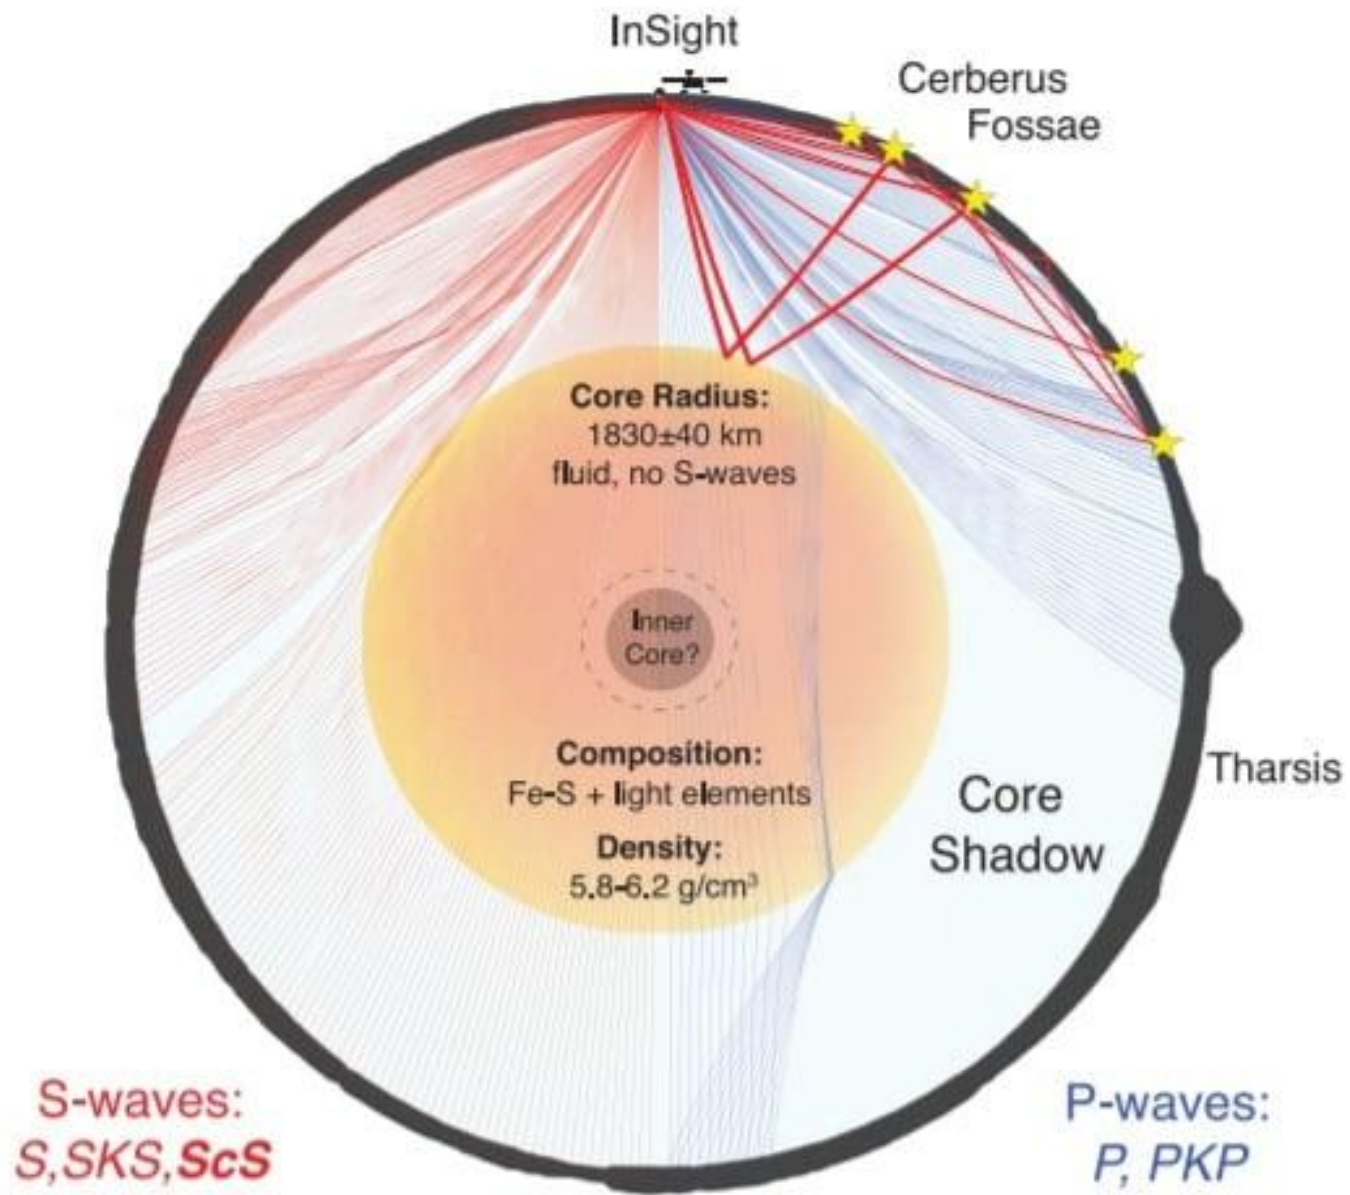 InSight
Cerberus
Fossae
Core Radius:
1830±40 km
fluid, no S-waves
Inner
Core?
Composition:
Fe-S + light elements
Density:
5.8-6.2 g/cm³
Core
Shadow
Tharsis
S-waves:
S,SKS,ScS
P-waves:
P, PKP